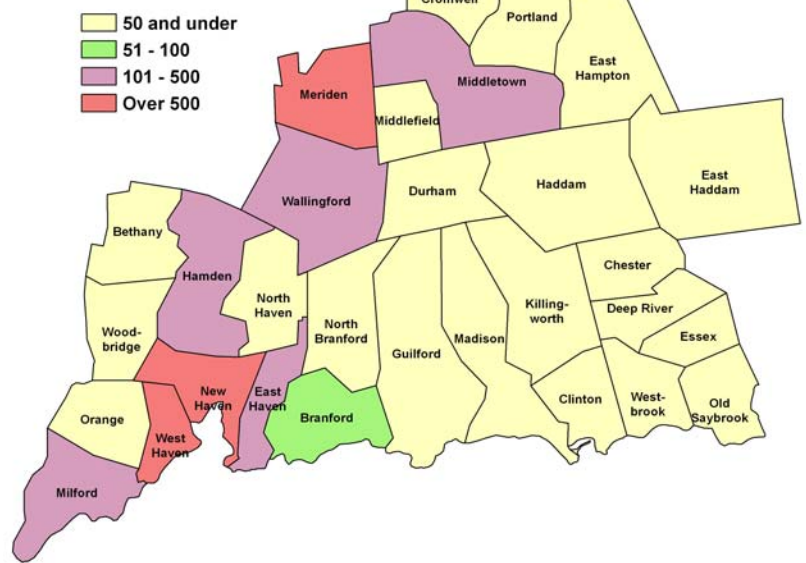 Cromwell
50 and under
51 - 100
101 - 500
Over 500
Portland
East
Hampton
Middletown
Meriden
Middlefield
Wallingford
Durham
Haddam
East
Haddam
Bethany
Hamden
North
Haven
Chester
Deep River
Killing-
worth
Essex
Wood-
bridge
North
Branford
Guilford
Madison
New
Haven
East
Haven
Branford
Clinton
West-
brook
Old
Saybrook
Orange
West
Haven
Milford